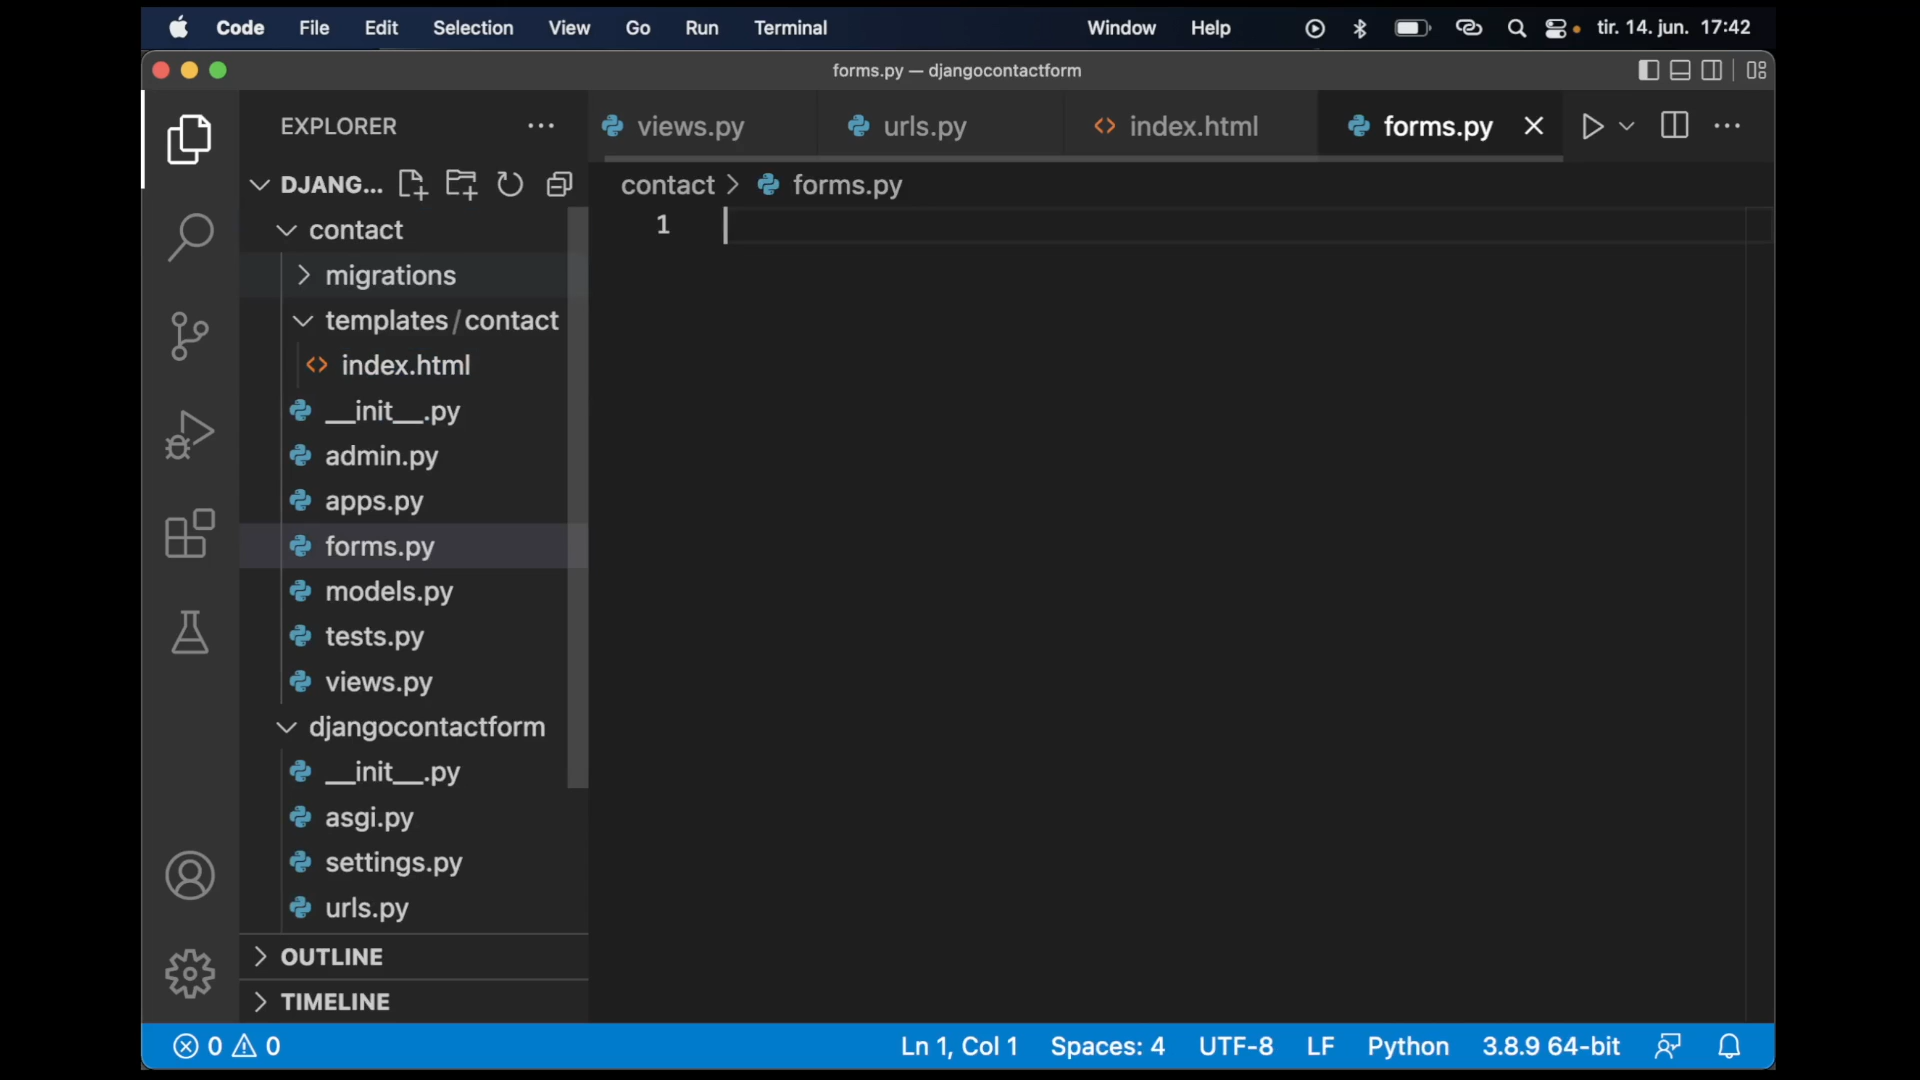 Code File Edit Selection View Go Run Terminal Window Help tir. 14. jun. 17:42
forms.py — djangocontactform
EXPLORER
views.py urls.py index.html forms.py
DJANG...
contact > forms.py
1
contact
migrations
templates/contact
index.html
__init__.py
admin.py
apps.py
forms.py
models.py
tests.py
views.py
djangocontactform
__init__.py
asgi.py
settings.py
urls.py
OUTLINE
TIMELINE
0 0 Ln 1, Col 1 Spaces: 4 UTF-8 LF Python 3.8.9 64-bit